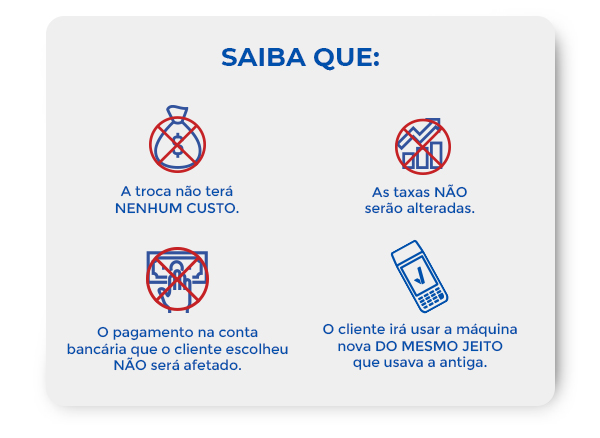 SAIBA QUE:
A troca não terá
NENHUM CUSTO.
As taxas NÃO
serão alteradas.
O pagamento na conta
bancária que o cliente escolheu
NÃO será afetado.
O cliente irá usar a máquina
nova DO MESMO JEITO
que usava a antiga.